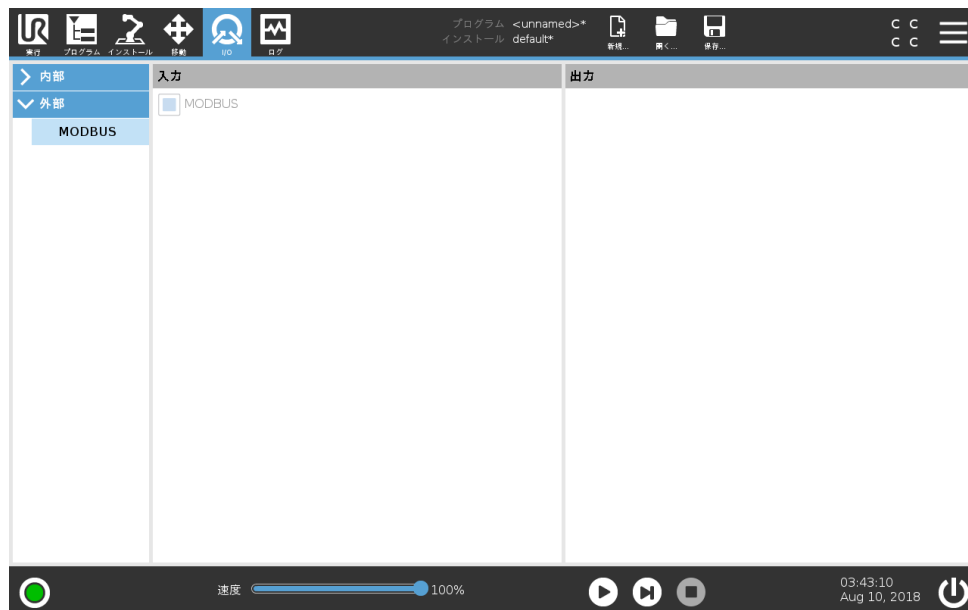 プログラム <unnamed>*
インストール default*
実行
プログラム
インストール
移動
I/O
ログ
新規...
開く...
保存...
C C
C C
内部
外部
MODBUS
入力
MODBUS
出力
速度
100%
03:43:10
Aug 10, 2018